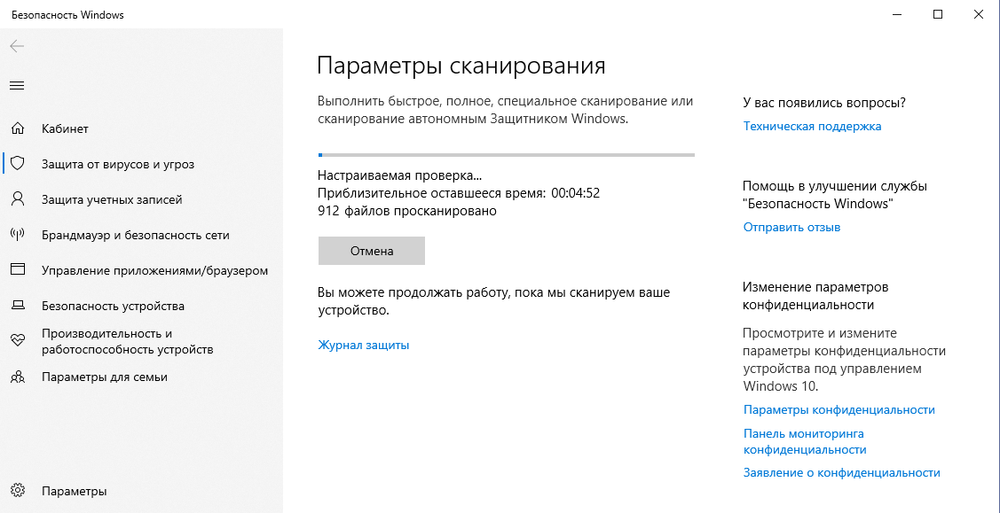 Безопасность Windows
Кабинет
Защита от вирусов и угроз
Защита учетных записей
Брандмауэр и безопасность сети
Управление приложениями/браузером
Безопасность устройства
Производительность и
работоспособность устройств
Параметры для семьи
Параметры
Параметры сканирования
Выполнить быстрое, полное, специальное сканирование или
сканирование автономным Защитником Windows.
Настраиваемая проверка...
Приблизительное оставшееся время: 00:04:52
912 файлов просканировано
Отмена
Вы можете продолжать работу, пока мы сканируем ваше
устройство.
Журнал защиты
У вас появились вопросы?
Техническая поддержка
Помощь в улучшении службы
"Безопасность Windows"
Отправить отзыв
Изменение параметров
конфиденциальности
Просмотрите и измените
параметры конфиденциальности
устройства под управлением
Windows 10.
Параметры конфиденциальности
Панель мониторинга
конфиденциальности
Заявление о конфиденциальности